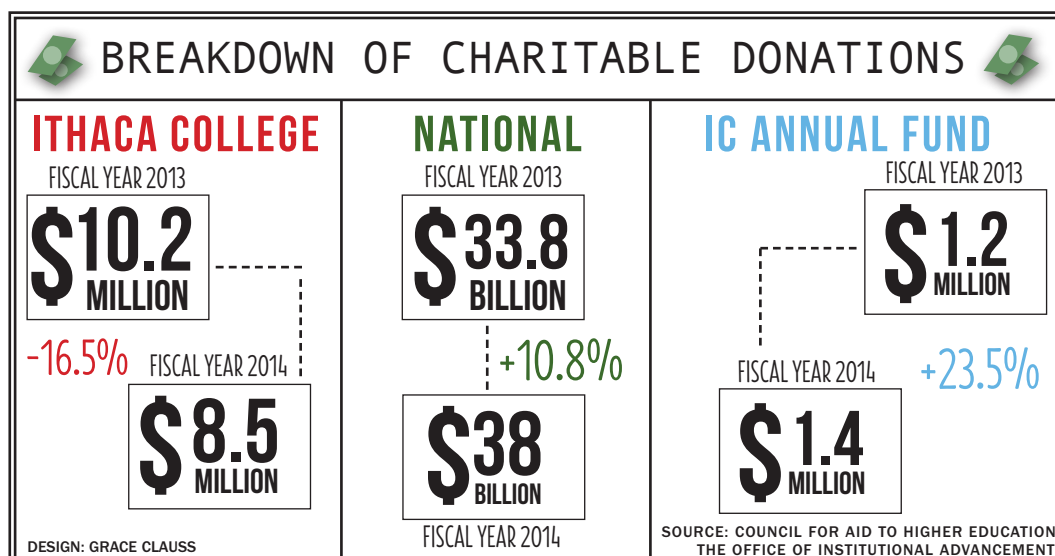 BREAKDOWN OF CHARITABLE DONATIONS
ITHACA COLLEGE
FISCAL YEAR 2013
$10.2
MILLION
-16.5%
FISCAL YEAR 2014
$8.5
MILLION
DESIGN: GRACE CLAUSS
NATIONAL
FISCAL YEAR 2013
$33.8
BILLION
+10.8%
$38
BILLION
FISCAL YEAR 2014
IC ANNUAL FUND
FISCAL YEAR 2013
$1.2
MILLION
FISCAL YEAR 2014
+23.5%
$1.4
MILLION
SOURCE: COUNCIL FOR AID TO HIGHER EDUCATION
THE OFFICE OF INSTITUTIONAL ADVANCEMENT